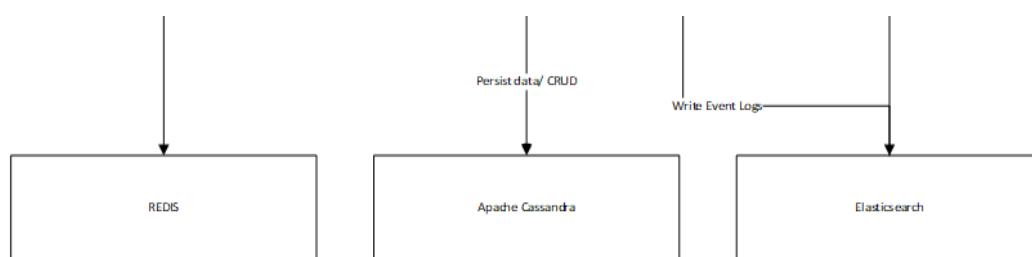 Persist data/ CRUD
Write Event Logs
REDIS
Apache Cassandra
Elasticsearch